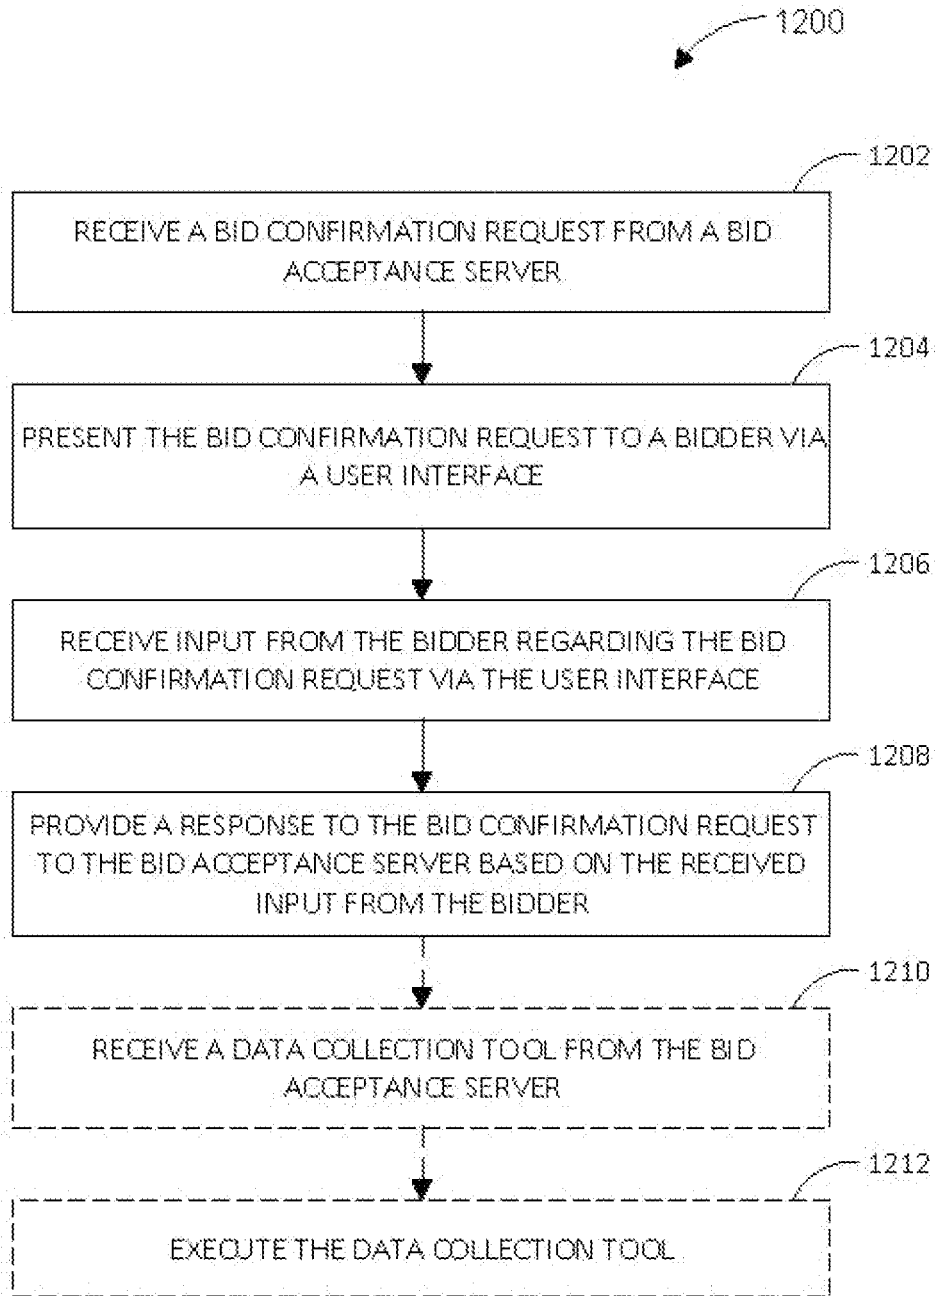 1200
1202
RECEIVE A BID CONFIRMATION REQUEST FROM A BID
ACCEPTANCE SERVER
1204
PRESENT THE BID CONFIRMATION REQUEST TO A BIDDER VIA
A USER INTERFACE
1206
RECEIVE INPUT FROM THE BIDDER REGARDING THE BID
CONFIRMATION REQUEST VIA THE USER INTERFACE
1208
PROVIDE A RESPONSE TO THE BID CONFIRMATION REQUEST
TO THE BID ACCEPTANCE SERVER BASED ON THE RECEIVED
INPUT FROM THE BIDDER
1210
RECEIVE A DATA COLLECTION TOOL FROM THE BID
ACCEPTANCE SERVER
1212
EXECUTE THE DATA COLLECTION TOOL